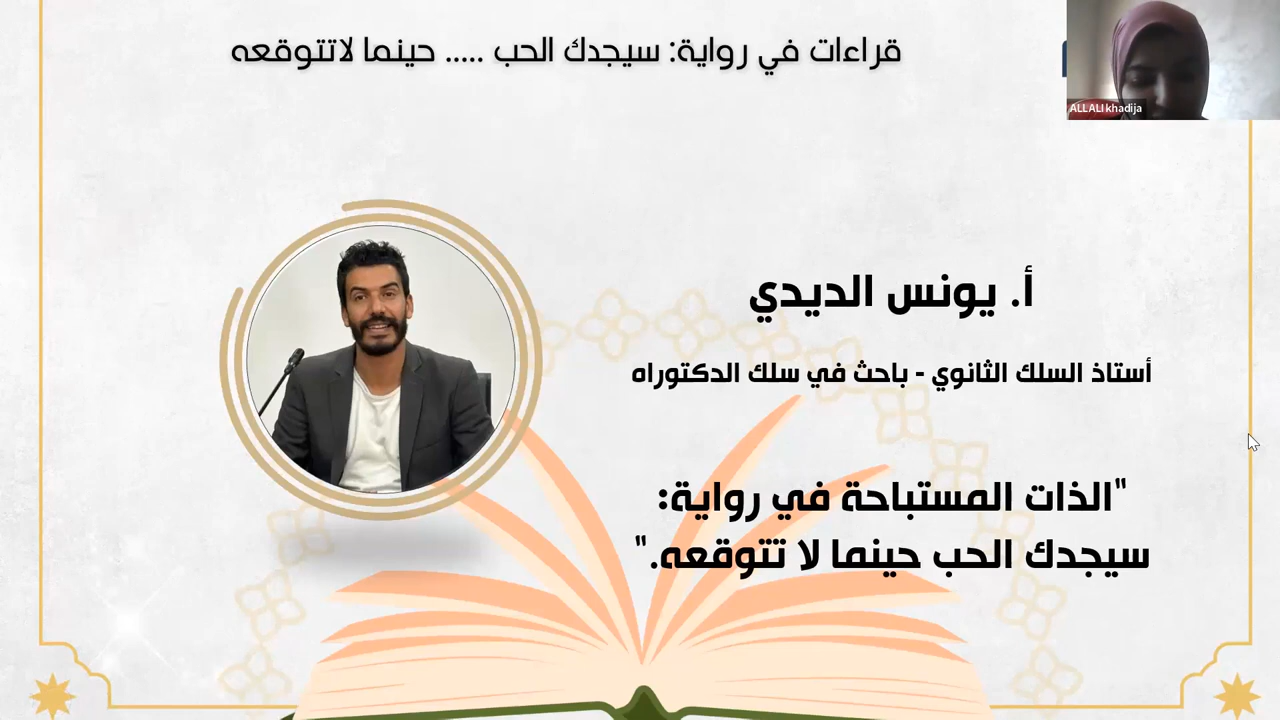 قراءات في رواية: سيجدك الحب ..... حينما لاتتوقعه
ALLALI khadija
أ. يونس الديدي
أستاذ السلك الثانوي - باحث في سلك الدكتوراه
"الذات المستباحة في رواية:
سيجدك الحب حينما لا تتوقعه."